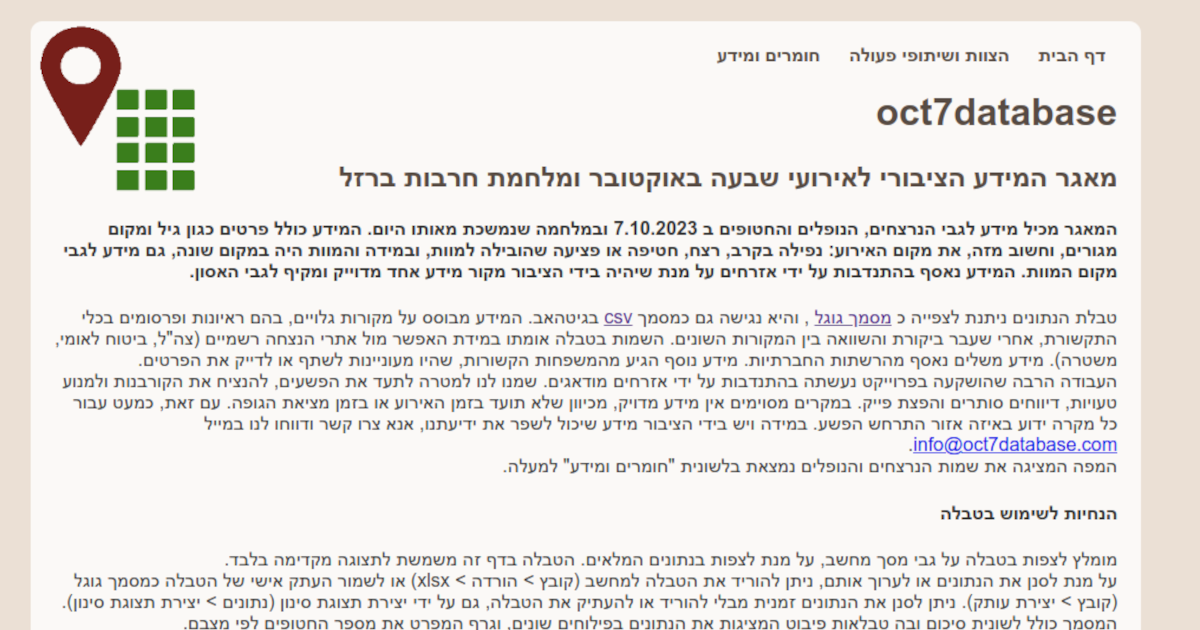 דף הבית הצוות ושיתופי פעולה חומרים ומידע
oct7database
מאגר המידע הציבורי לאירועי שבעה באוקטובר ומלחמת חרבות ברזל
המאגר מכיל מידע לגבי הנרצחים, הנופלים והחטופים ב 7.10.2023 ובמלחמה שנמשכת מאותו היום. המידע כולל פרטים כגון גיל ומקום
מגורים, וחשוב מזה, את מקום האירוע: נפילה בקרב, רצח, חטיפה או פציעה שהובילה למוות, ובמידה והמוות היה במקום שונה, גם מידע לגבי
מקום המוות. המידע נאסף בהתנדבות על ידי אזרחים על מנת שיהיה בידי הציבור מקור מידע אחד מדוייק ומקיף לגבי האסון.
טבלת הנתונים ניתנת לצפייה כ מסמך גוגל , והיא נגישה גם כמסמך csv בגיטהאב. המידע מבוסס על מקורות גלויים, בהם ראיונות ופרסומים בכלי
התקשורת, אחרי שעבר ביקורת והשוואה בין המקורות השונים. השמות בטבלה אומתו במידת האפשר מול אתרי הנצחה רשמיים (צה"ל, ביטוח לאומי,
משטרה). מידע משלים נאסף מהרשתות החברתיות. מידע נוסף הגיע מהמשפחות הקשורות, שהיו מעוניינות לשתף או לדייק את הפרטים.
העבודה הרבה שהושקעה בפרוייקט נעשתה בהתנדבות על ידי אזרחים מודאגים. שמנו לנו למטרה לתעד את הפשעים, להנציח את הקורבנות ולמנוע
טעויות, דיווחים סותרים והפצת פייק. במקרים מסוימים אין מידע מדויק, מכיוון שלא תועד בזמן האירוע או בזמן מציאת הגופה. עם זאת, כמעט עבור
כל מקרה ידוע באיזה אזור התרחש הפשע. במידה ויש בידי הציבור מידע שיכול לשפר את ידיעתנו, אנא צרו קשר ודווחו לנו במייל
info@oct7database.com.
המפה המציגה את שמות הנרצחים והנופלים נמצאת בלשונית "חומרים ומידע" למעלה.
הנחיות לשימוש בטבלה
מומלץ לצפות בטבלה על גבי מסך מחשב, על מנת לצפות בנתונים המלאים. הטבלה בדף זה משמשת לתצוגה מקדימה בלבד.
על מנת לסנן את הנתונים או לערוך אותם, ניתן להוריד את הטבלה למחשב (קובץ > הורדה > xlsx) או לשמור העתק אישי של הטבלה כמסמך גוגל
(קובץ > יצירת עותק). ניתן לסנן את הנתונים זמנית מבלי להוריד או להעתיק את הטבלה, גם על ידי יצירת תצוגת סינון (נתונים > יצירת תצוגת סינון).
המסמך כולל לשונית סיכום ובה טבלאות פיבוט המציגות את הנתונים בפילוחים שונים, וגרף המפרט את מספר החטופים לפי מצבם.